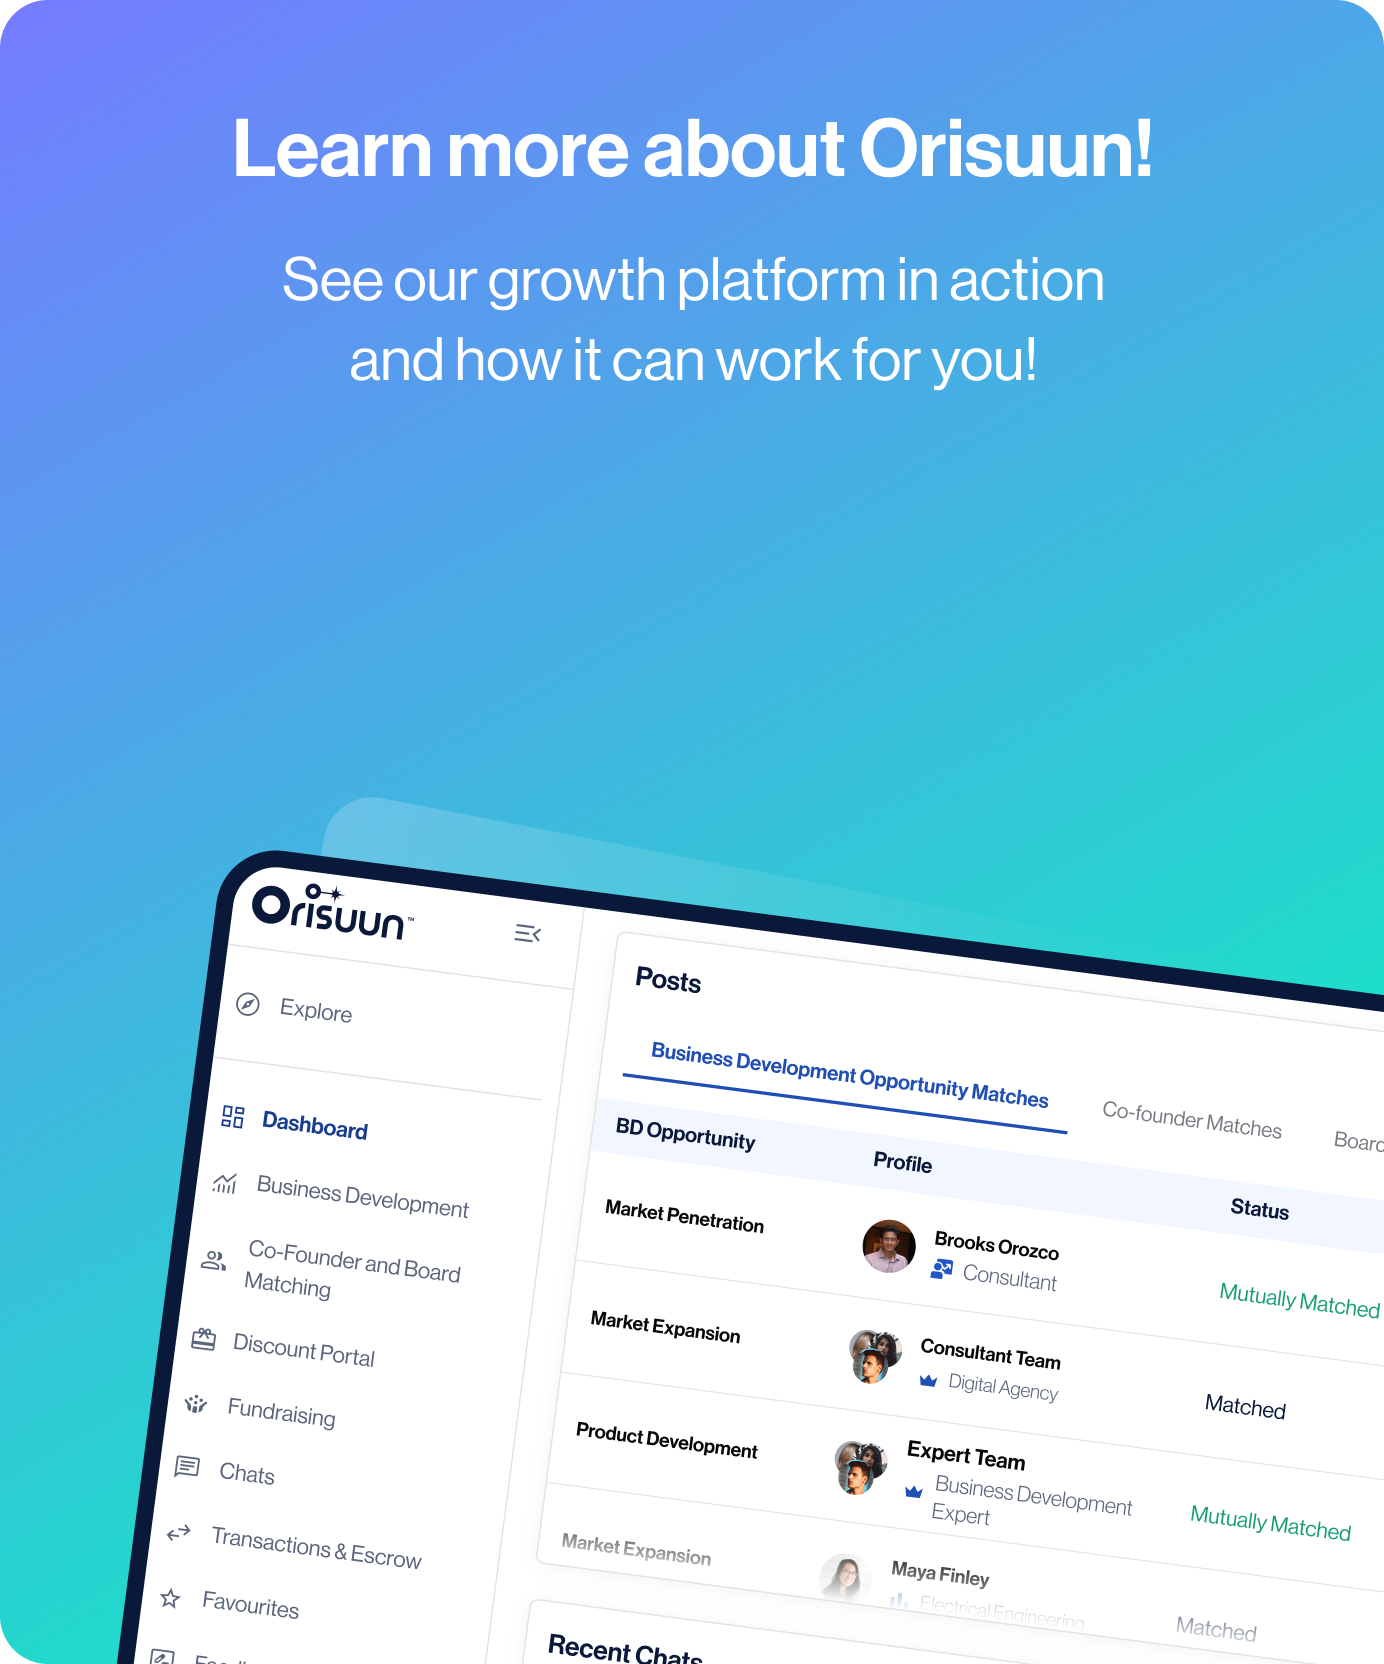 Learn more about Orisuun!
See our growth platform in action
and how it can work for you!
Orisuun™
Explore
Dashboard
Business Development
Co-Founder and Board
Matching
Discount Portal
Fundraising
Chats
Transactions & Escrow
Favourites
Posts
Business Development Opportunity Matches
Co-founder Matches
Board
BD Opportunity
Profile
Status
Market Penetration
Brooks Orozco
Consultant
Mutually Matched
Market Expansion
Consultant Team
Digital Agency
Matched
Product Development
Expert Team
Business Development
Expert
Mutually Matched
Market Expansion
Maya Finley
Electrical Engineering
Matched
Recent Chats